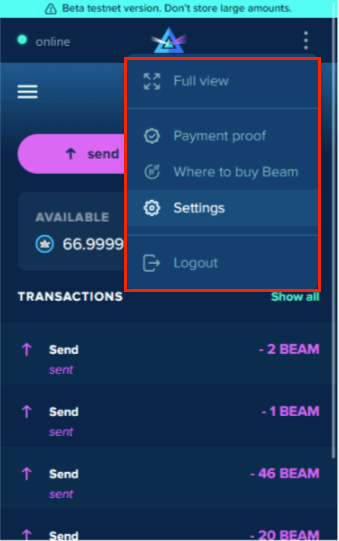 Beta testnet version. Don't store large amounts.
online
Full view
Payment proof
Where to buy Beam
Settings
Logout
send
AVAILABLE
66.9999
TRANSACTIONS
Show all
Send
- 2 BEAM
sent
Send
- 1 BEAM
sent
Send
- 46 BEAM
sent
Send
- 20 BEAM